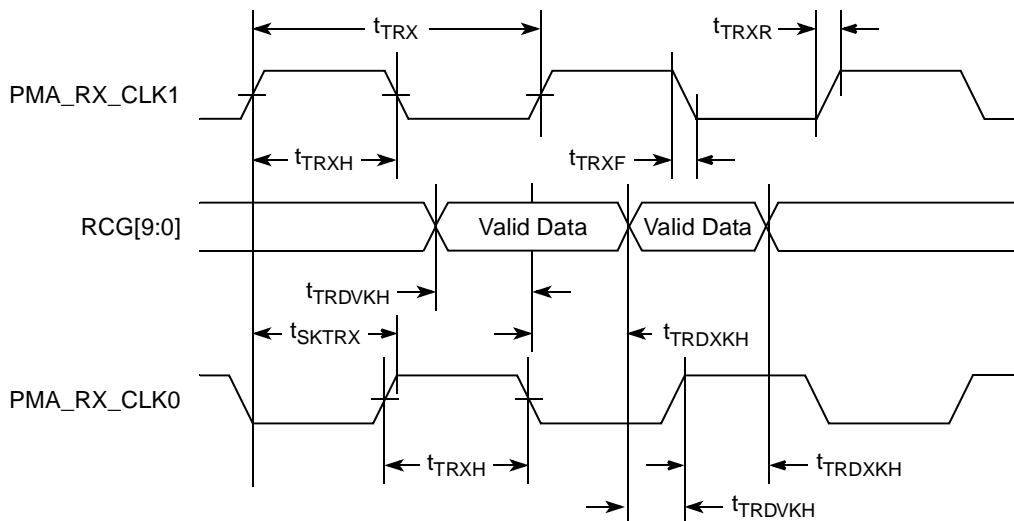 tTRX
tTRXR
PMA_RX_CLK1
tTRXH
tTRXF
RCG[9:0]
Valid Data
Valid Data
tTRDVKH
tSKTRX
tTRDXKH
PMA_RX_CLK0
tTRXH
tTRDXKH
tTRDVKH